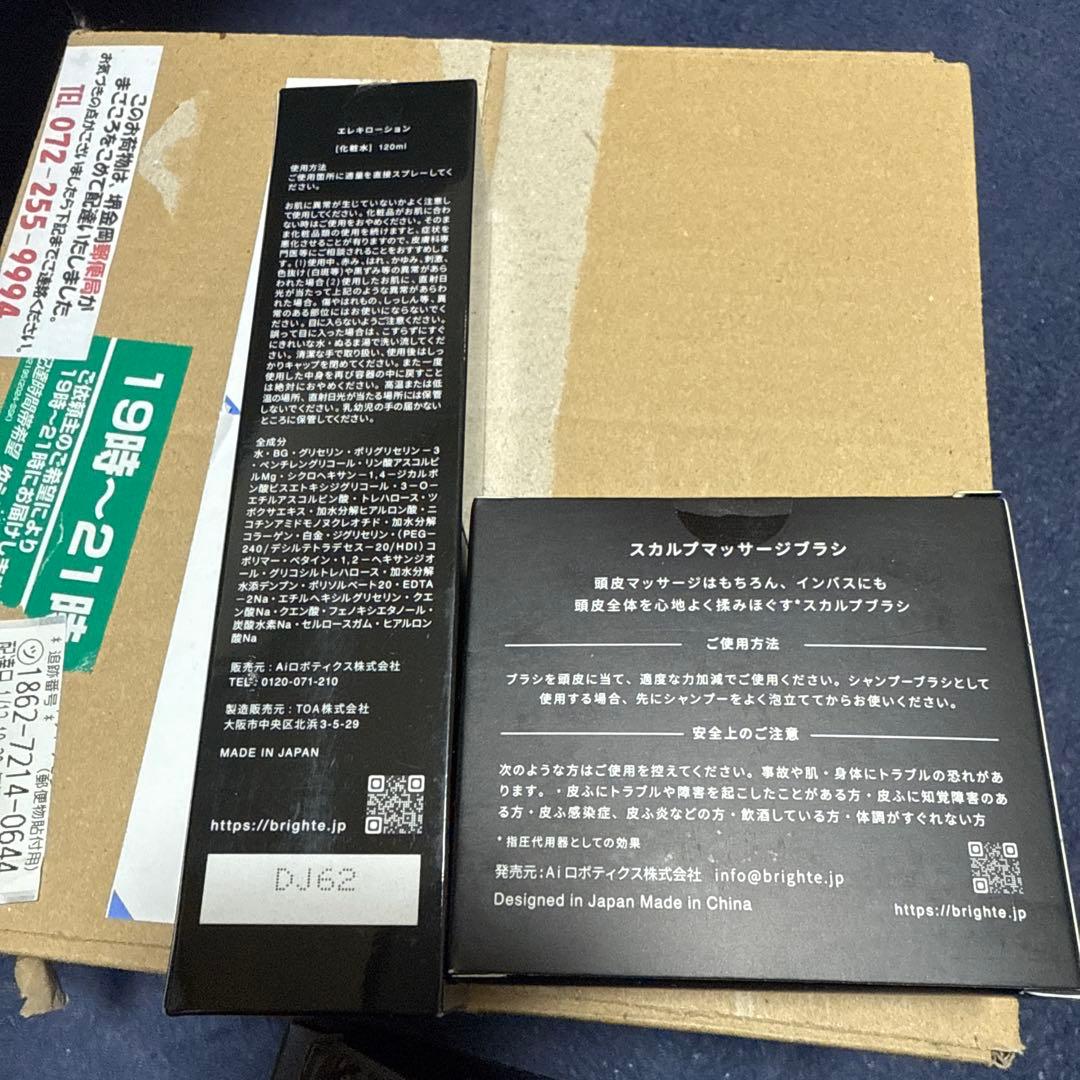 このお荷物は、堺金岡郵便局が
まごころをこめて配達いたしました。
お気づきの点がございましたら下記までご連絡ください。
TEL 072-255-9994
19時～21時
ご依頼主のご希望により
19時～21時にお届けします
追跡番号
1862-7214-0644
(郵便物貼付用)
エレキローション
[化粧水] 120ml
使用方法
ご使用箇所に適量を直接スプレーしてく
ださい。
お肌に異常が生じていないかよく注意し
て使用してください。化粧品がお肌に合わ
ない時はご使用をおやめください。そのま
ま化粧品類の使用を続けますと、症状を
悪化させることが有りますので、皮膚科専
門医等にご相談されることをおすすめしま
す。(1)使用中、赤み、はれ、かゆみ、刺激、
色抜け(白斑等)や黒ずみ等の異常があら
われた場合(2)使用したお肌に、直射日
光が当たって上記のような異常があらわ
れた場合。傷やはれもの、しっしん等、異
常のある部位にはお使いにならないでく
ださい。目に入らないようご注意ください。
誤って目に入った場合は、こすらずにすぐ
にきれいな水・ぬるま湯で洗い流してくだ
さい。清潔な手で取り扱い、使用後はしっ
かりキャップを閉めてください。また一度
使用した中身を再び容器の中に戻すこと
は絶対におやめください。高温または低
温の場所、直射日光が当たる場所には保管
しないでください。乳幼児の手の届かない
ところに保管してください。
全成分
水・BG・グリセリン・ポリグリセリン-3
・ペンチレングリコール・リン酸アスコルビ
ルMg・シクロヘキサン-1,4-ジカルボ
ン酸ビスエトキシジグリコール・3-O-
エチルアスコルビン酸・トレハロース・ツ
ボクサエキス・加水分解ヒアルロン酸・ニ
コチンアミドモノヌクレオチド・加水分解
コラーゲン・白金・ジグリセリン・(PEG-
240/デシルテトラデセス-20/HDI)コ
ポリマー・ベタイン・1,2-ヘキサンジオ
ール・グリコシルトレハロース・加水分解
水添デンプン・ポリソルベート20・EDTA
-2Na・エチルヘキシルグリセリン・クエ
ン酸Na・クエン酸・フェノキシエタノール・
炭酸水素Na・セルロースガム・ヒアルロン
酸Na
販売元：Aiロボティクス株式会社
TEL：0120-071-210
製造販売元：TOA株式会社
大阪市中央区北浜3-5-29
MADE IN JAPAN
https://brighte.jp
DJ62
スカルプマッサージブラシ
頭皮マッサージはもちろん、インバスにも
頭皮全体を心地よく揉みほぐす*スカルプブラシ
ご使用方法
ブラシを頭皮に当て、適度な力加減でご使用ください。シャンプーブラシとして
使用する場合、先にシャンプーをよく泡立ててからお使いください。
安全上のご注意
次のような方はご使用を控えてください。事故や肌・身体にトラブルの恐れがあ
ります。・皮ふにトラブルや障害を起こしたことがある方・皮ふに知覚障害のあ
る方・皮ふ感染症、皮ふ炎などの方・飲酒している方・体調がすぐれない方
*指圧代用器としての効果
発売元：Aiロボティクス株式会社 info@brighte.jp
Designed in Japan Made in China
https://brighte.jp